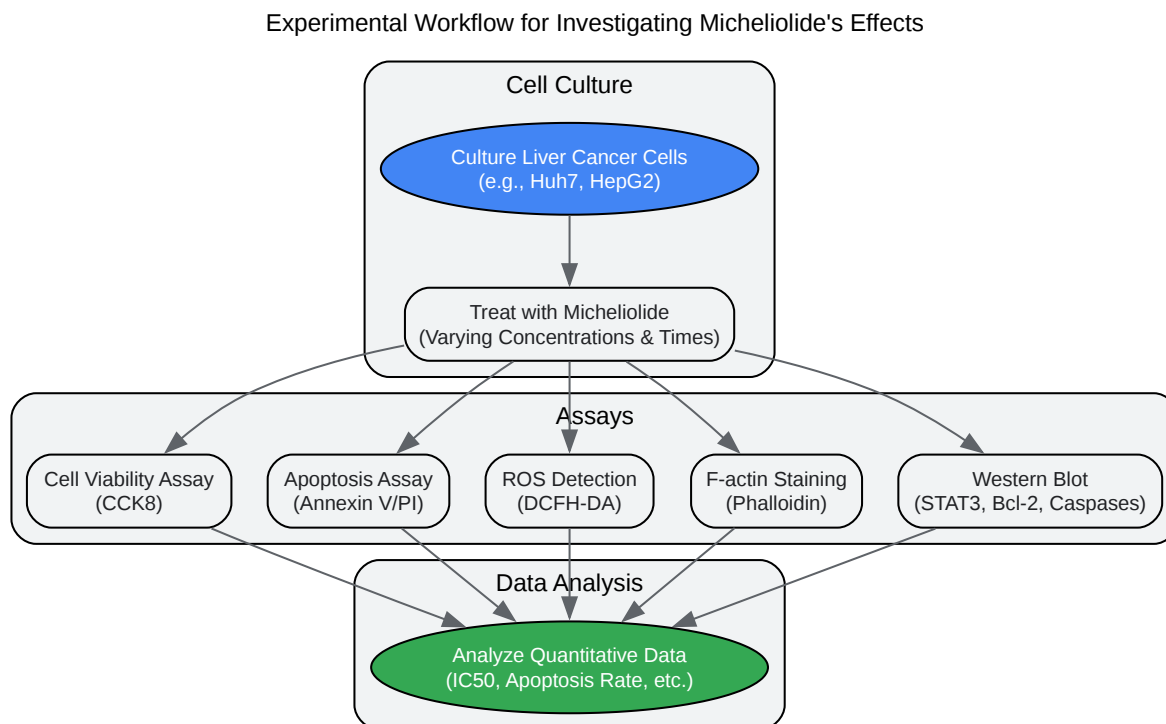 Experimental Workflow for Investigating Micheliolide's Effects
Cell Culture
Culture Liver Cancer Cells
(e.g., Huh7, HepG2)
Treat with Micheliolide
(Varying Concentrations & Times)
Assays
Cell Viability Assay
(CCK8)
Apoptosis Assay
(Annexin V/PI)
ROS Detection
(DCFH-DA)
F-actin Staining
(Phalloidin)
Western Blot
(STAT3, Bcl-2, Caspases)
Data Analysis
Analyze Quantitative Data
(IC50, Apoptosis Rate, etc.)